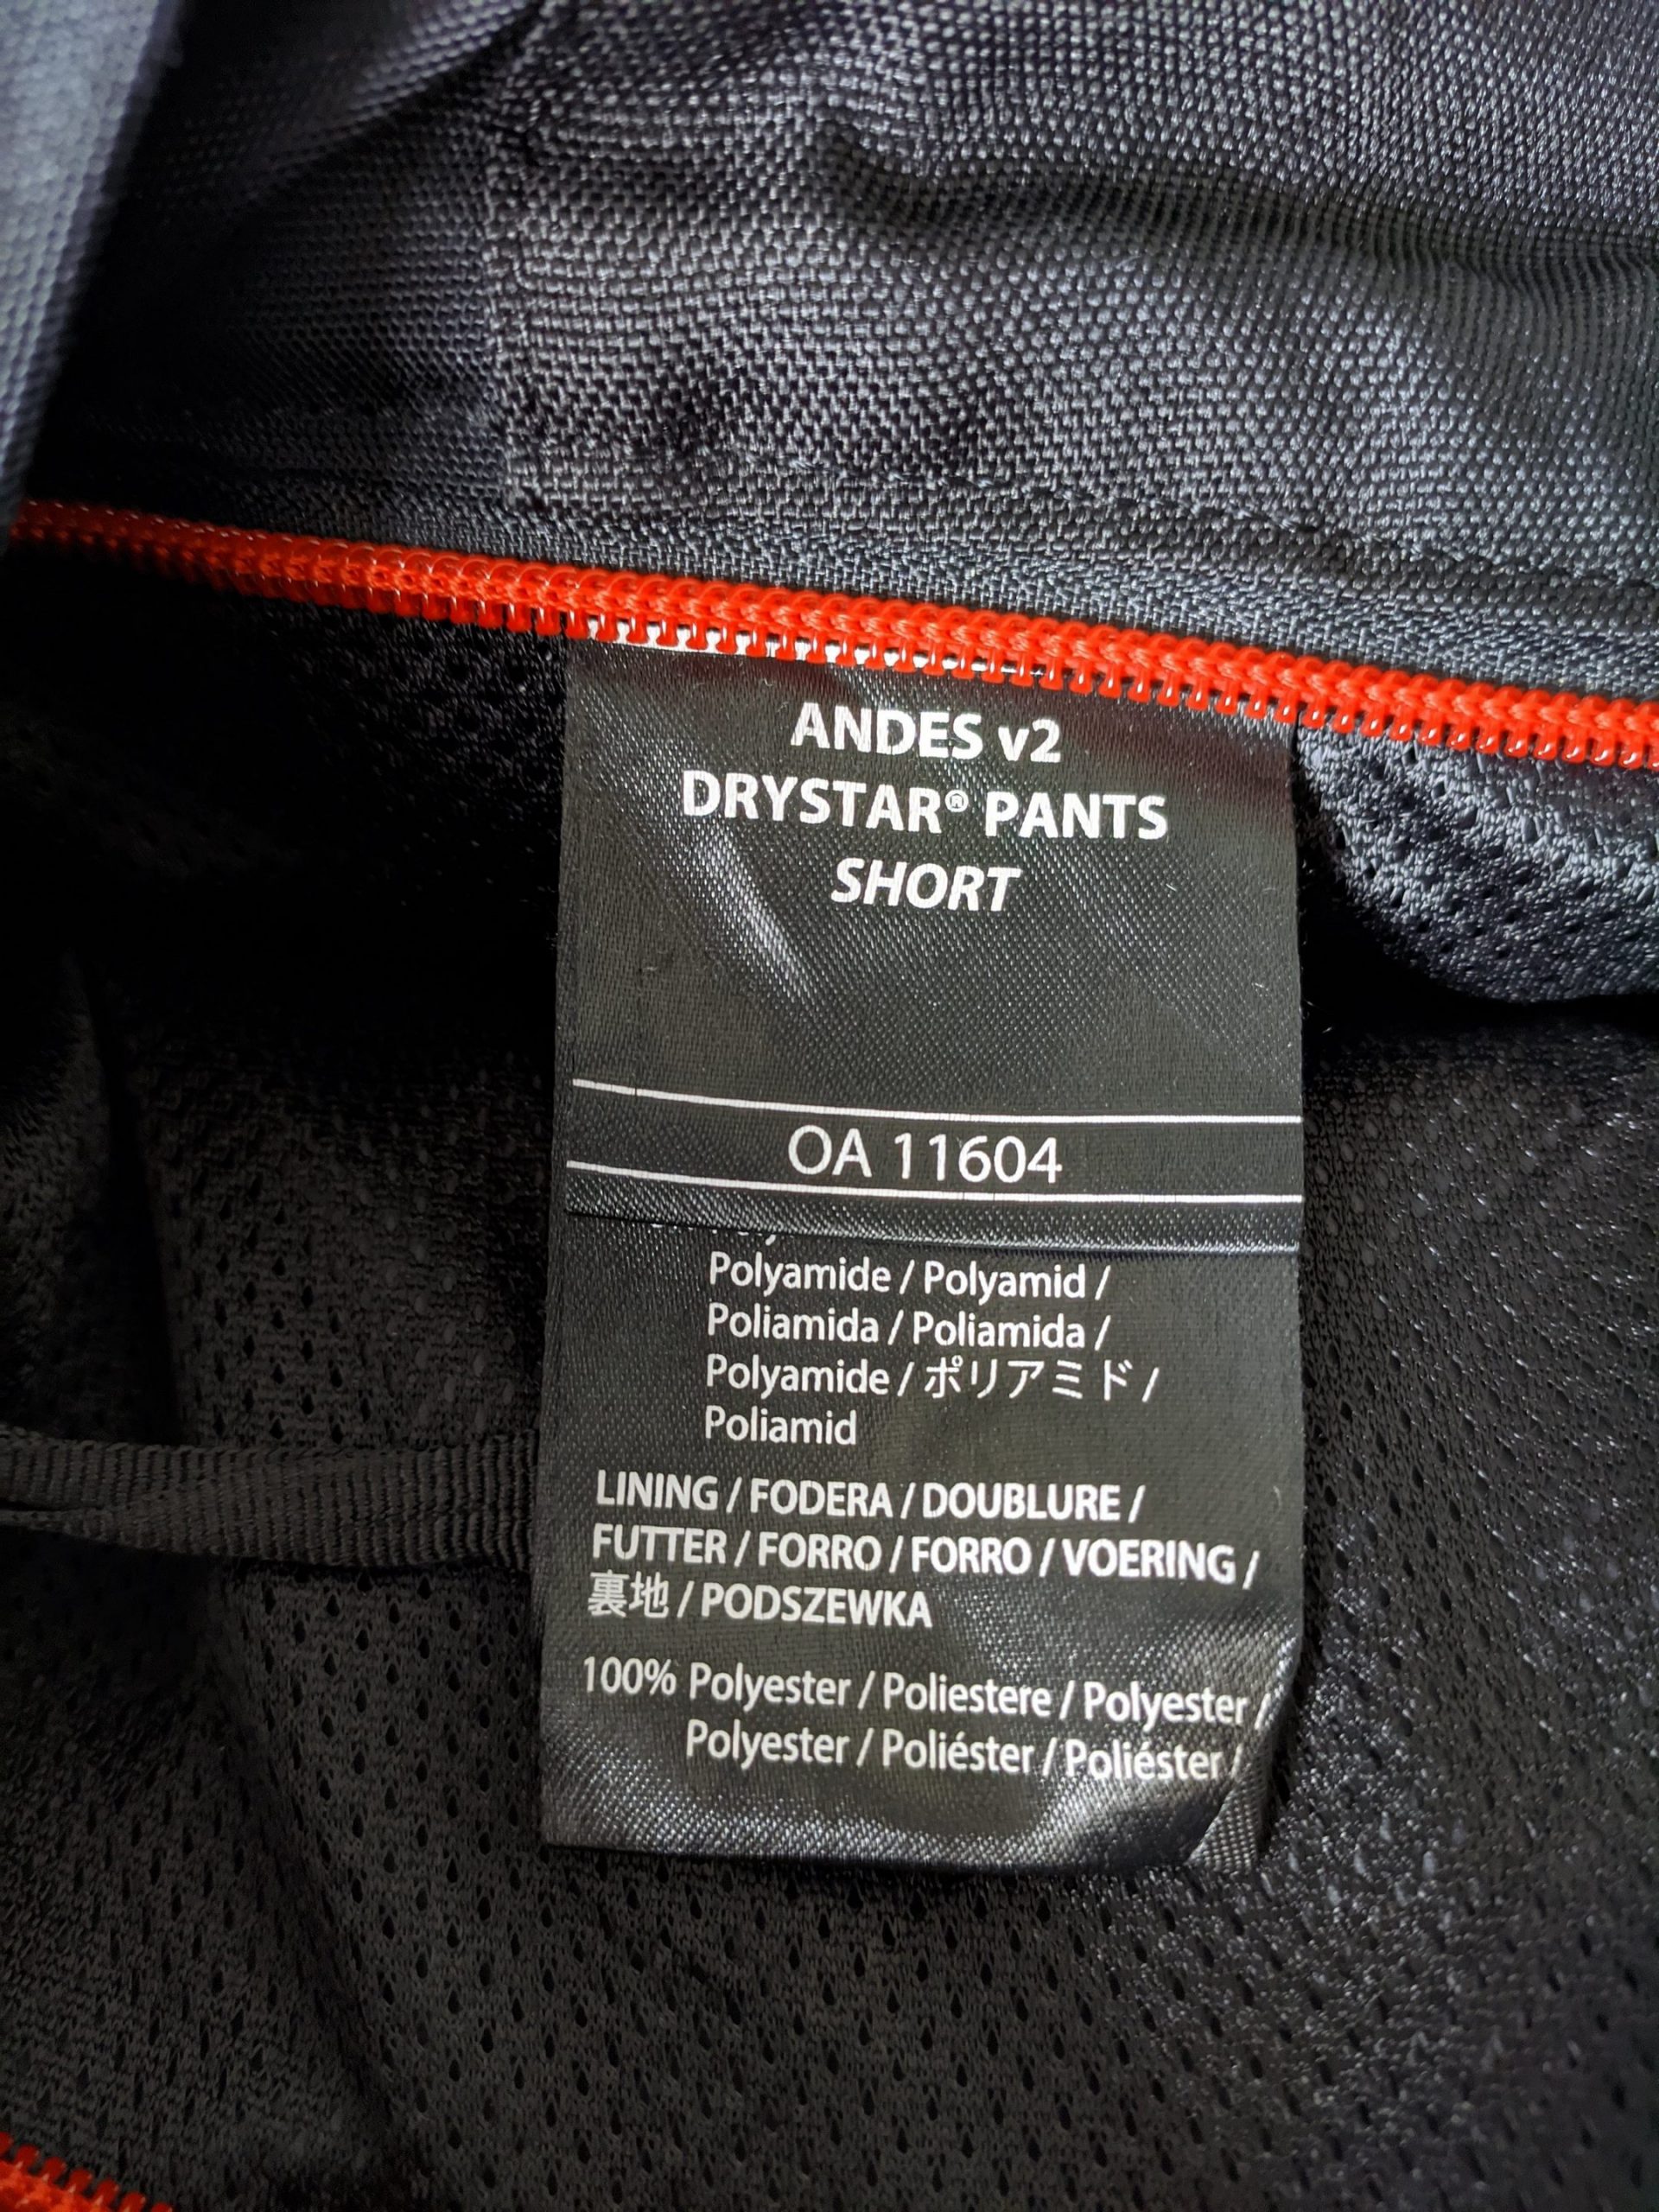 ANDES v2
DRYSTAR® PANTS
SHORT
OA 11604
Polyamide / Polyamid /
Poliamida / Poliamida /
Polyamide / ポリアミド /
Poliamid
LINING / FODERA / DOUBLURE /
FUTTER / FORRO / FORRO / VOERING /
裏地 / PODSZEWKA
100% Polyester / Poliestere / Polyester /
Polyester / Poliéster / Poliéster /